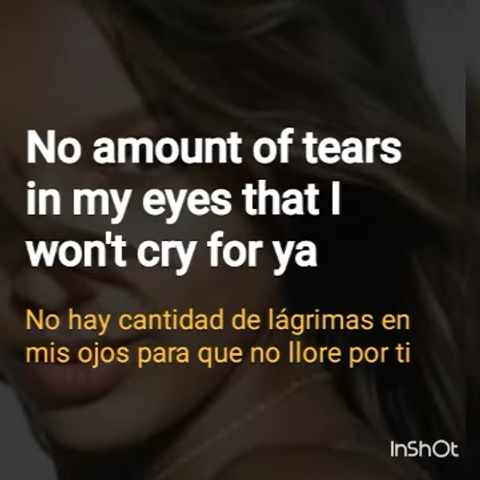 No amount of tears
in my eyes that I
won't cry for ya
No hay cantidad de lágrimas en
mis ojos para que no llore por ti
InShOt